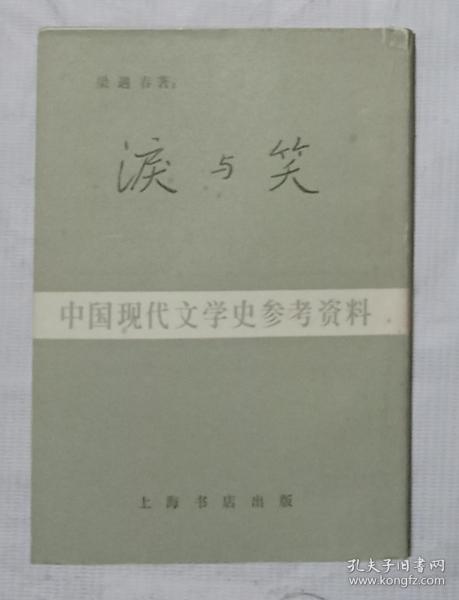 梁遇春著：
淚与笑
中国现代文学史参考资料
上海书店出版
孔夫子旧书网
www.kongfz.com